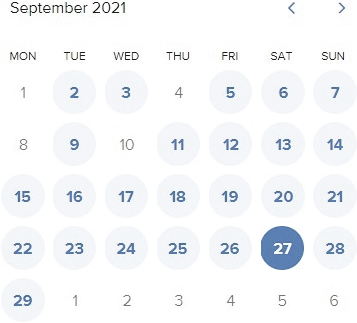 September 2021
MON TUE WED THU FRI SAT SUN
1 2 3 4 5 6 7
8 9 10 11 12 13 14
15 16 17 18 19 20 21
22 23 24 25 26 27 28
29 1 2 3 4 5 6